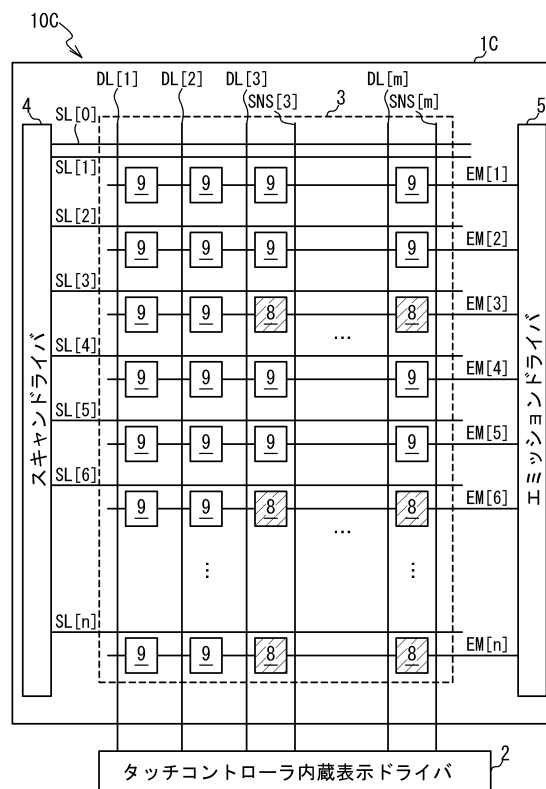 10C
1C
DL[1] DL[2] DL[3] DL[m]
SNS[3] 3 SNS[m]
4 5
SL[0]
SL[1]
9 9 9 9 EM[1]
SL[2]
9 9 9 9 EM[2]
SL[3]
9 9 8 8 EM[3]
...
SL[4]
9 9 9 9 EM[4]
SL[5]
9 9 9 9 EM[5]
SL[6]
9 9 8 8 EM[6]
...
... ...
SL[n]
9 9 8 8 EM[n]
スキャンドライバ
エミッションドライバ
2
タッチコントローラ内蔵表示ドライバ